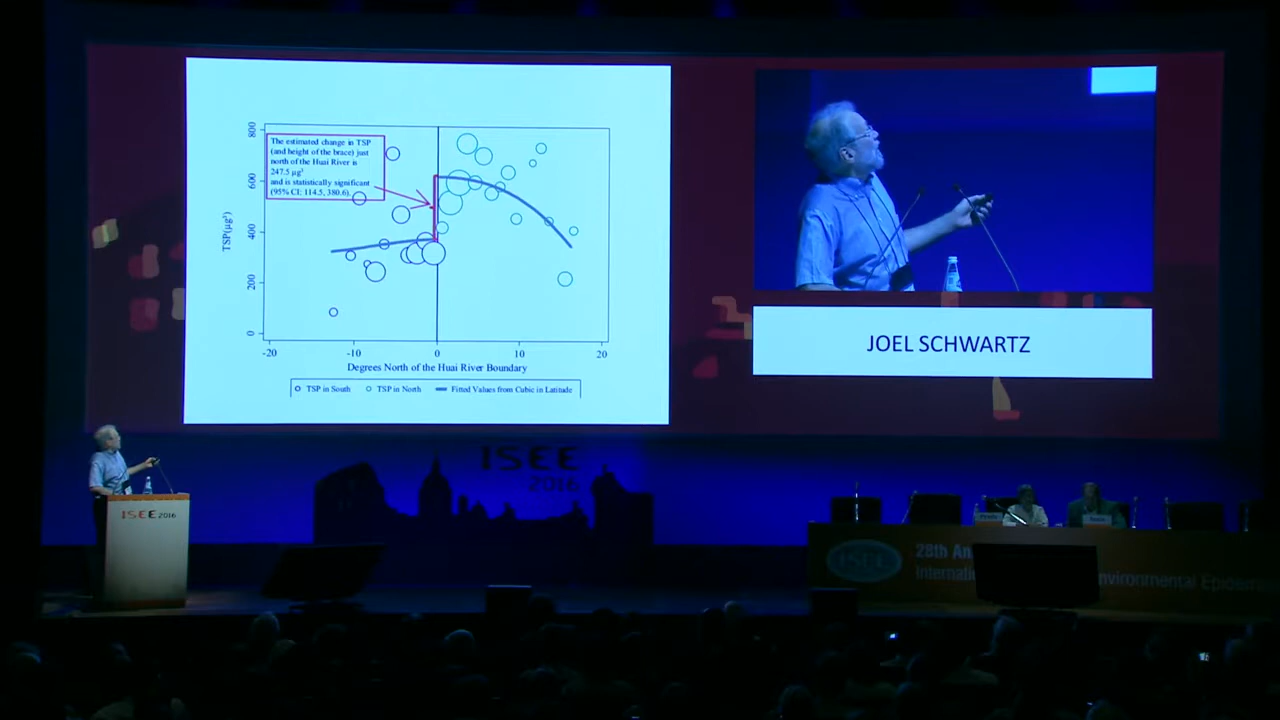 800
600
400
200
0
TSP(μg³)
The estimated change in TSP
(and height of the brace) just
north of the Huai River is
247.5 μg³
and is statistically significant
(95% CI; 114.5, 380.6).
-20 -10 0 10 20
Degrees North of the Huai River Boundary
TSP in South TSP in North Fitted Values from Cubic in Latitude
JOEL SCHWARTZ
ISEE
2016
ISEE2016
ISEE
28th An
Internati nvironmental Epidem